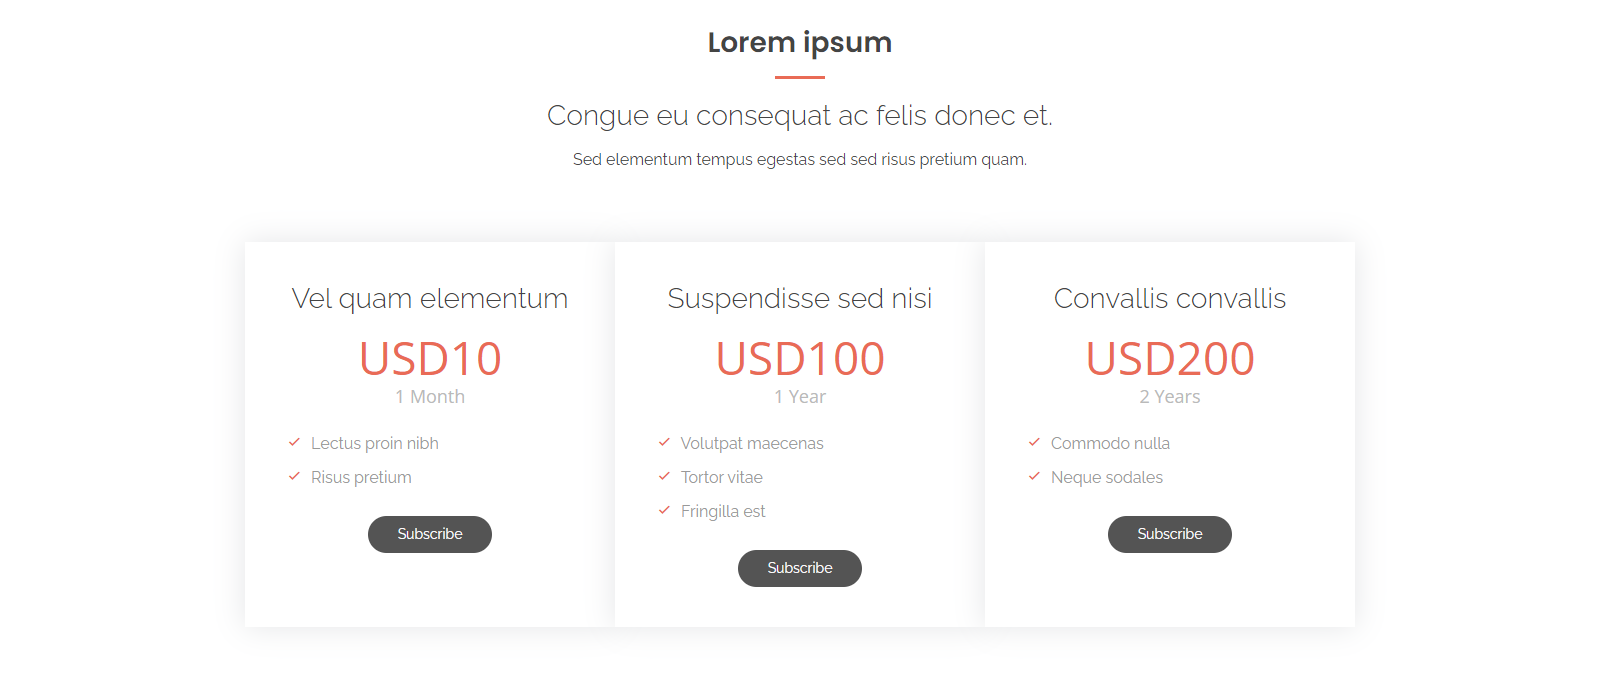 Lorem ipsum
Congue eu consequat ac felis donec et.
Sed elementum tempus egestas sed sed risus pretium quam.
Vel quam elementum
USD10
1 Month
Lectus proin nibh
Risus pretium
Subscribe
Suspendisse sed nisi
USD100
1 Year
Volutpat maecenas
Tortor vitae
Fringilla est
Subscribe
Convallis convallis
USD200
2 Years
Commodo nulla
Neque sodales
Subscribe